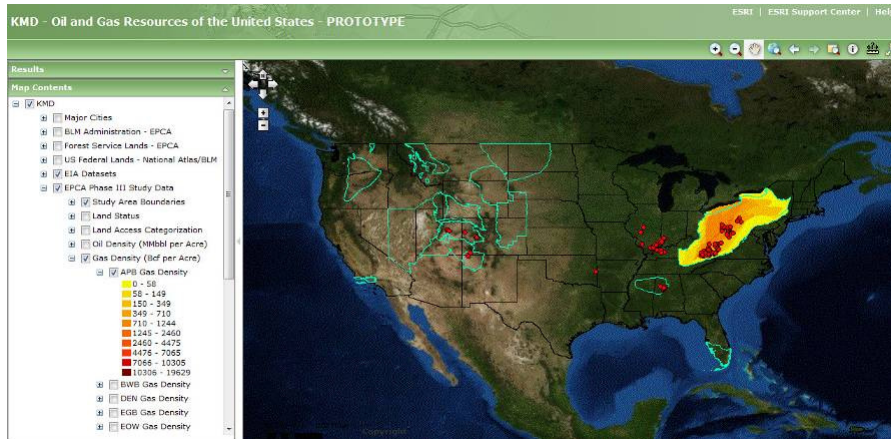 KMD - Oil and Gas Resources of the United States - PROTOTYPE
ESRI | ESRI Support Center | Help
Results
Map Contents
KMD
Major Cities
BLM Administration - EPCA
Forest Service Lands - EPCA
US Federal Lands - National Atlas/BLM
EIA Datasets
EPCA Phase III Study Data
Study Area Boundaries
Land Status
Land Access Categorization
Oil Density (MMbbl per Acre)
Gas Density (Bcf per Acre)
APB Gas Density
0 - 58
58 - 149
150 - 349
349 - 710
710 - 1244
1245 - 2460
2460 - 4475
4476 - 7065
7066 - 10305
10306 - 19629
BWB Gas Density
DEN Gas Density
EGB Gas Density
EOW Gas Density
Copyright